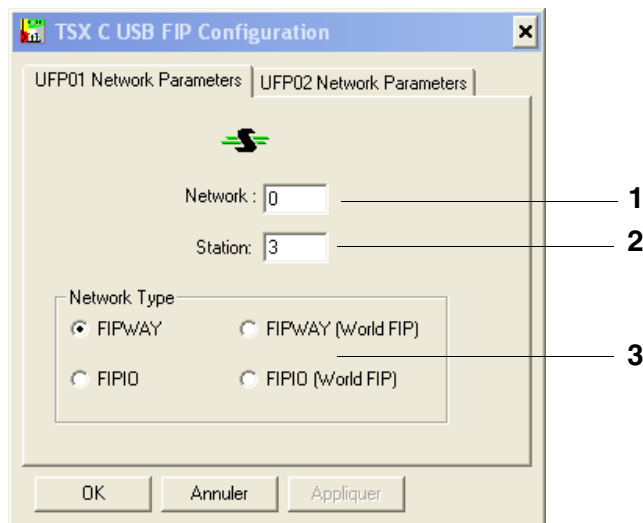 TSX C USB FIP Configuration
UFP01 Network Parameters
UFP02 Network Parameters
Network : 0
1
Station: 3
2
Network Type
FIPWAY
FIPWAY (World FIP)
3
FIPIO
FIPIO (World FIP)
OK
Annuler
Appliquer